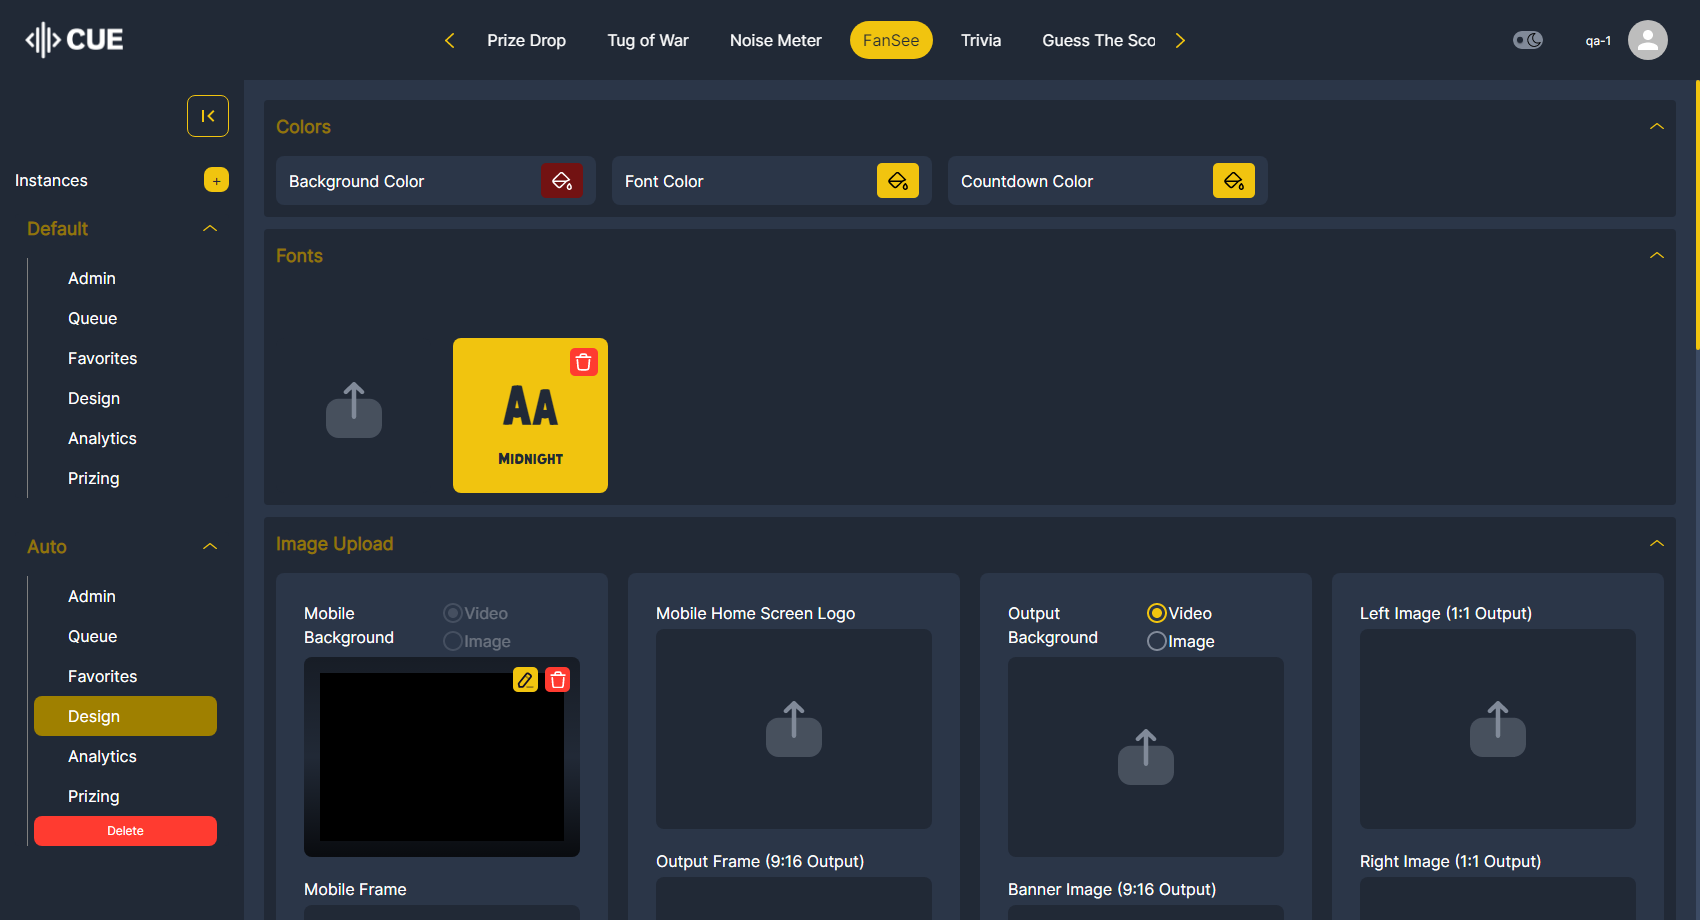 CUE
Prize Drop
Tug of War
Noise Meter
FanSee
Trivia
Guess The Sco
qa-1
Instances
+
Default
Admin
Queue
Favorites
Design
Analytics
Prizing
Auto
Admin
Queue
Favorites
Design
Analytics
Prizing
Delete
Colors
Background Color
Font Color
Countdown Color
Fonts
AA
MIDNIGHT
Image Upload
Mobile
Background
Video
Image
Mobile Frame
Mobile Home Screen Logo
Output Frame (9:16 Output)
Output
Background
Video
Image
Banner Image (9:16 Output)
Left Image (1:1 Output)
Right Image (1:1 Output)